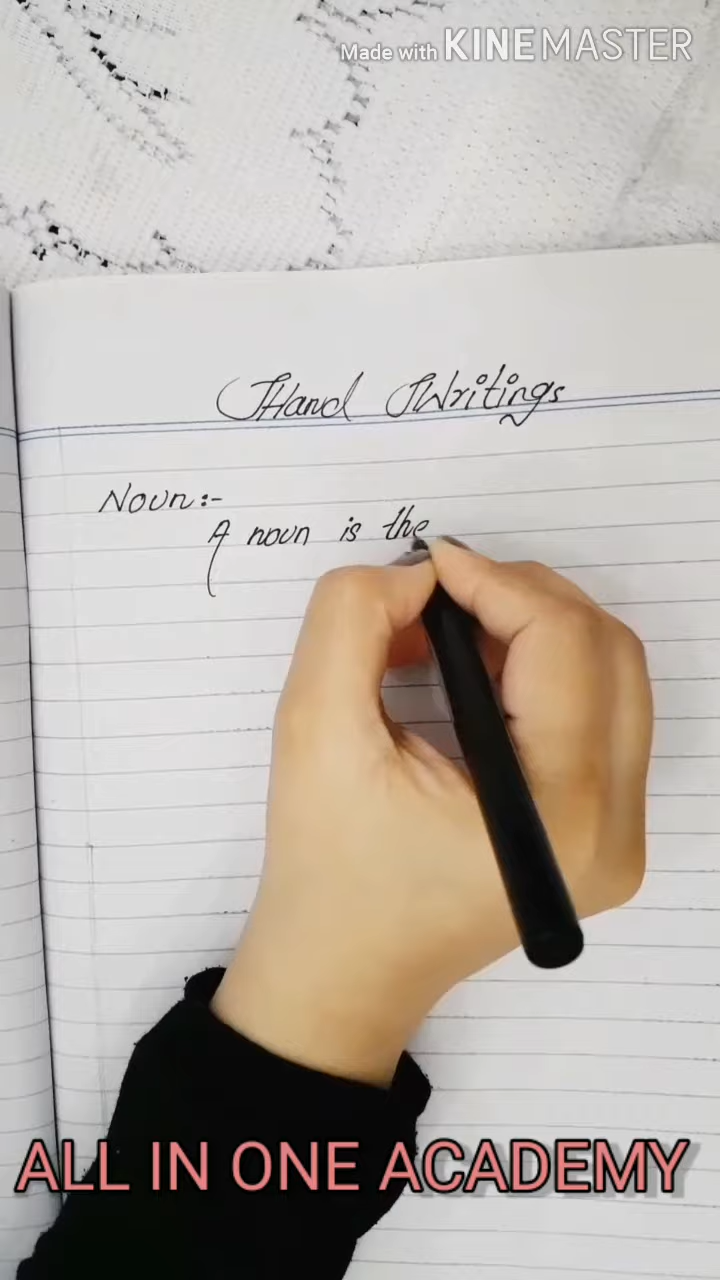 Made with KINEMASTER
Hand Writings
Noun:-
A noun is the
ALL IN ONE ACADEMY